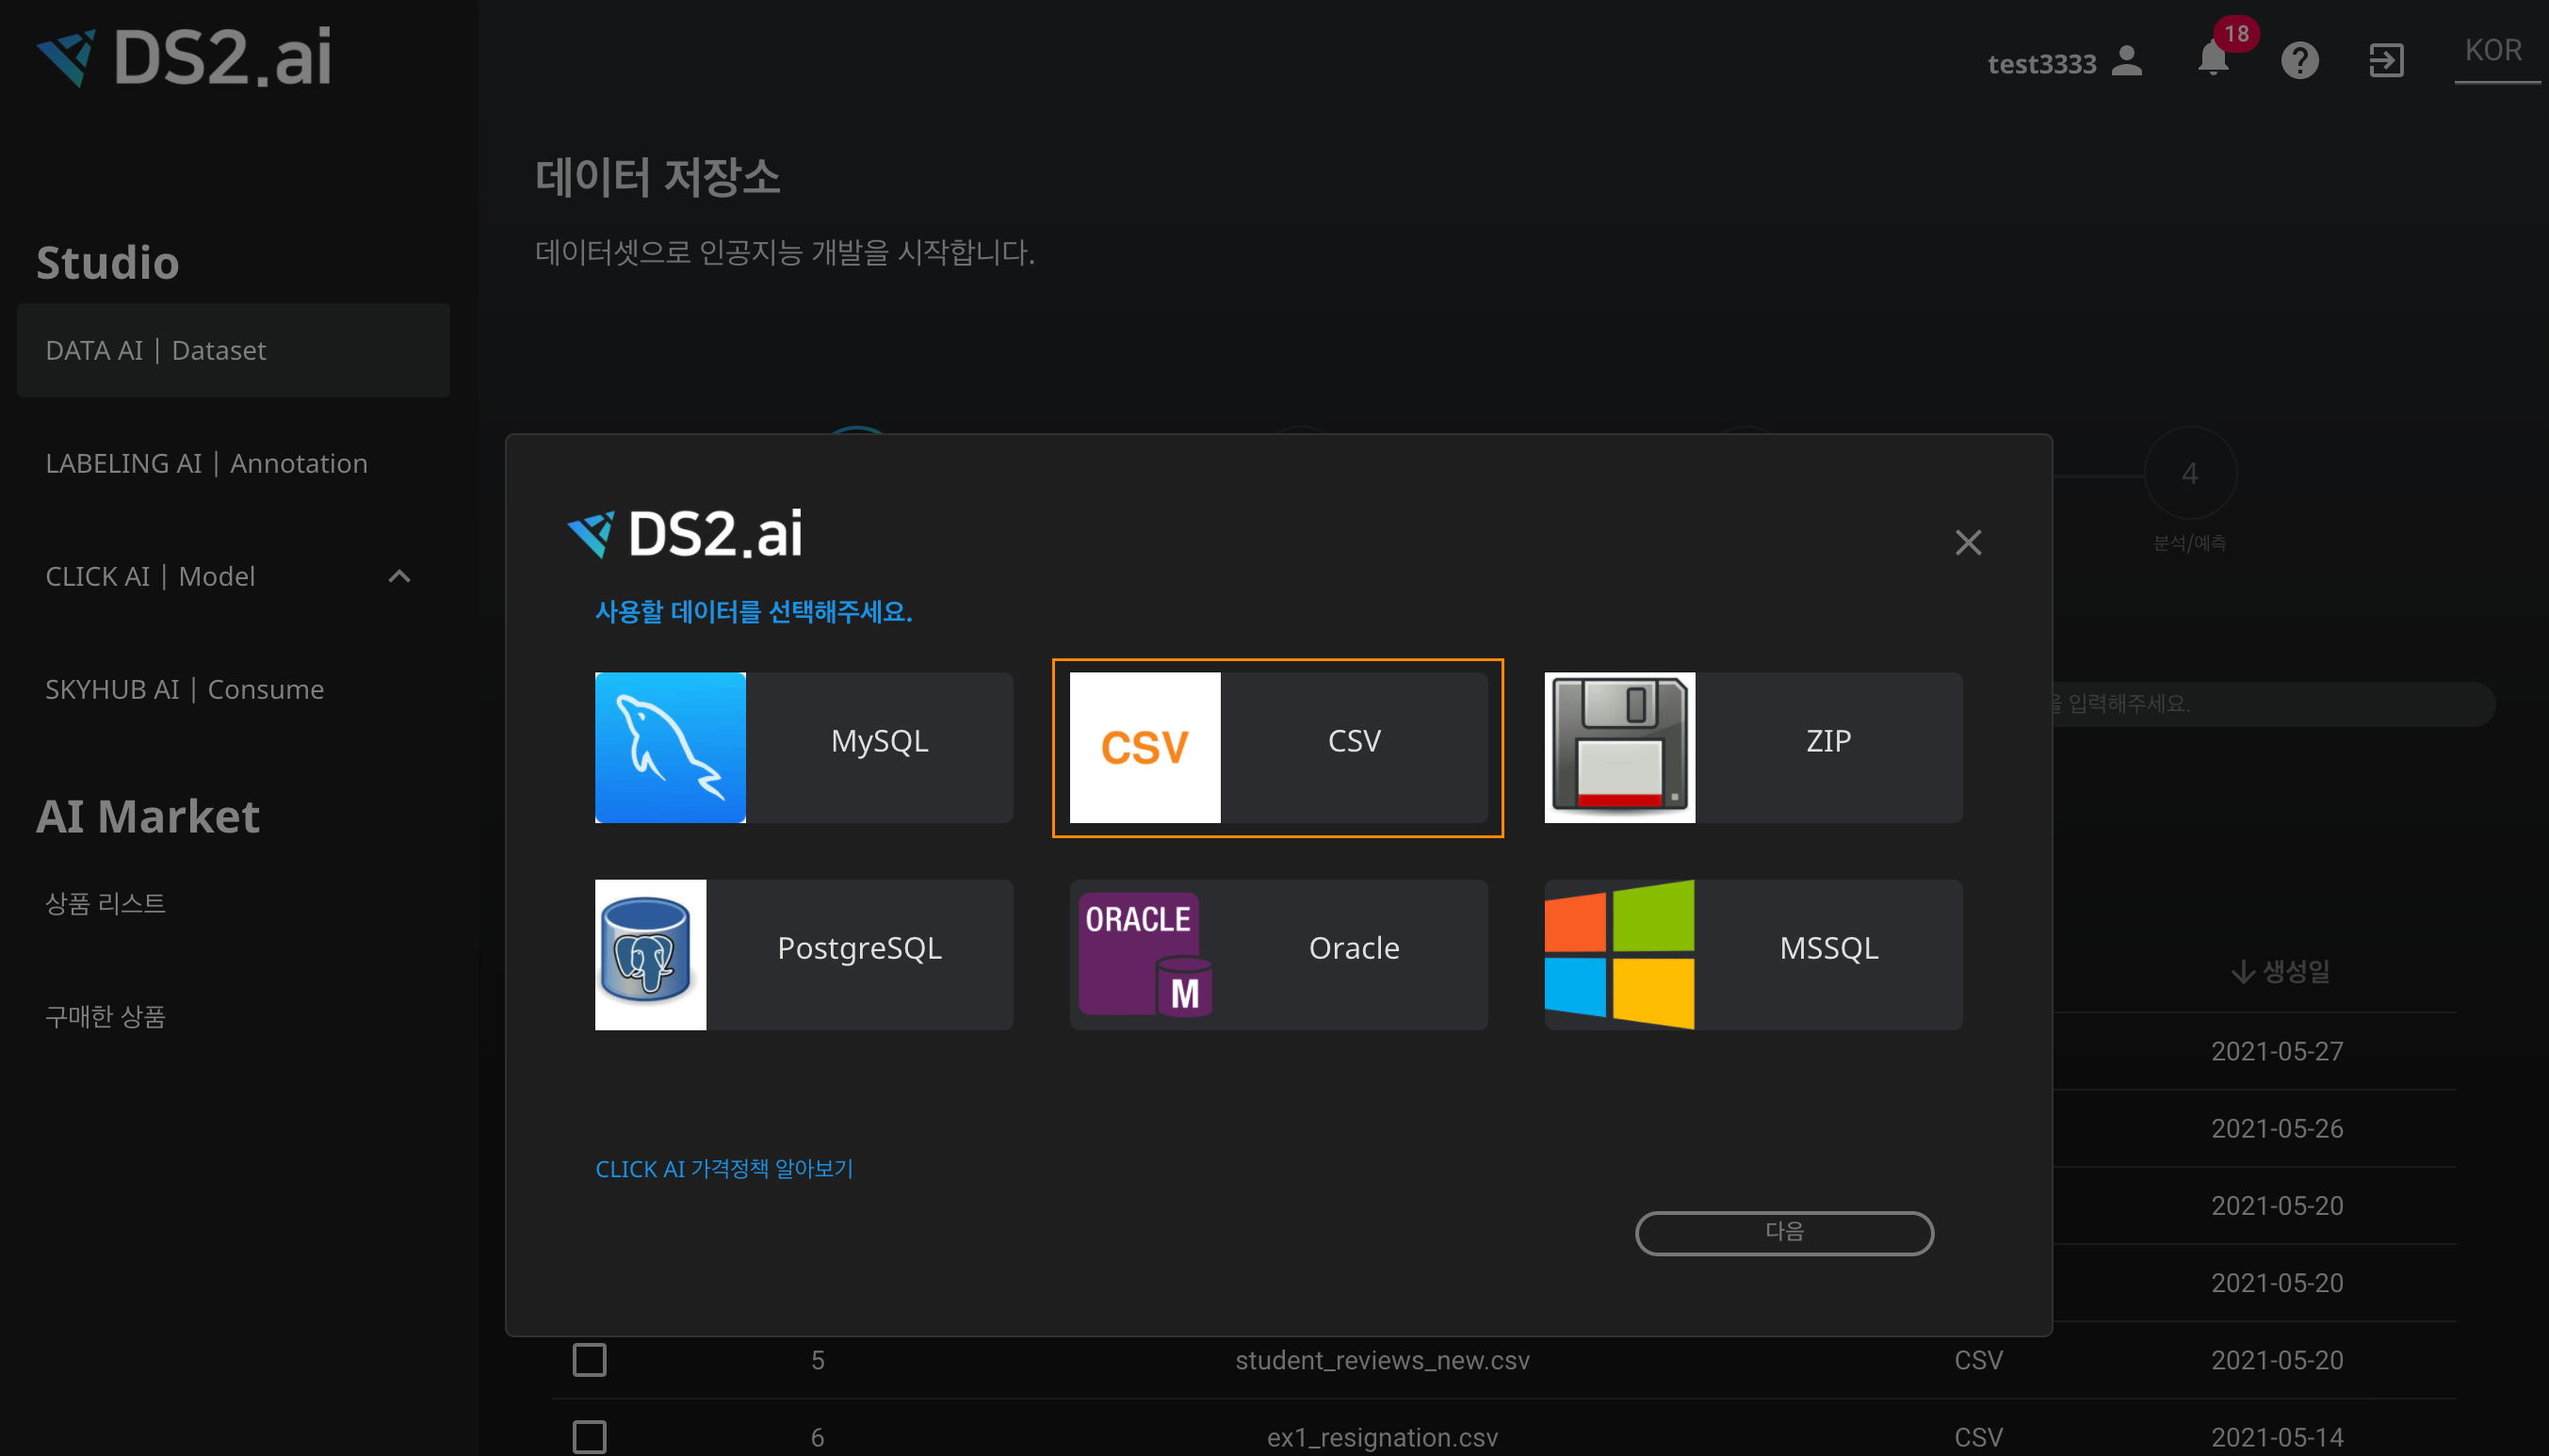 DS2.ai
test3333
18
KOR
데이터 저장소
데이터셋으로 인공지능 개발을 시작합니다.
Studio
DATA AI | Dataset
LABELING AI | Annotation
CLICK AI | Model
SKYHUB AI | Consume
AI Market
상품 리스트
구매한 상품
4
분석/예측
입력해주세요.
DS2.ai
사용할 데이터를 선택해주세요.
MySQL
CSV
CSV
ZIP
PostgreSQL
ORACLE
M
Oracle
MSSQL
CLICK AI 가격정책 알아보기
다음
생성일
2021-05-27
2021-05-26
2021-05-20
2021-05-20
5 student_reviews_new.csv CSV 2021-05-20
6 ex1_resignation.csv CSV 2021-05-14